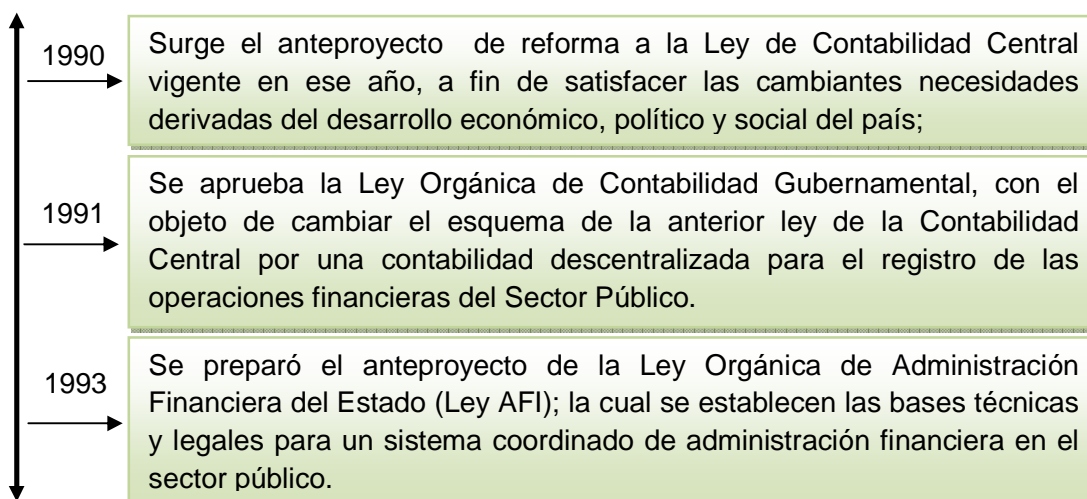 1990
Surge el anteproyecto de reforma a la Ley de Contabilidad Central
vigente en ese año, a fin de satisfacer las cambiantes necesidades
derivadas del desarrollo económico, político y social del país;
1991
Se aprueba la Ley Orgánica de Contabilidad Gubernamental, con el
objeto de cambiar el esquema de la anterior ley de la Contabilidad
Central por una contabilidad descentralizada para el registro de las
operaciones financieras del Sector Público.
1993
Se preparó el anteproyecto de la Ley Orgánica de Administración
Financiera del Estado (Ley AFI); la cual se establecen las bases técnicas
y legales para un sistema coordinado de administración financiera en el
sector público.